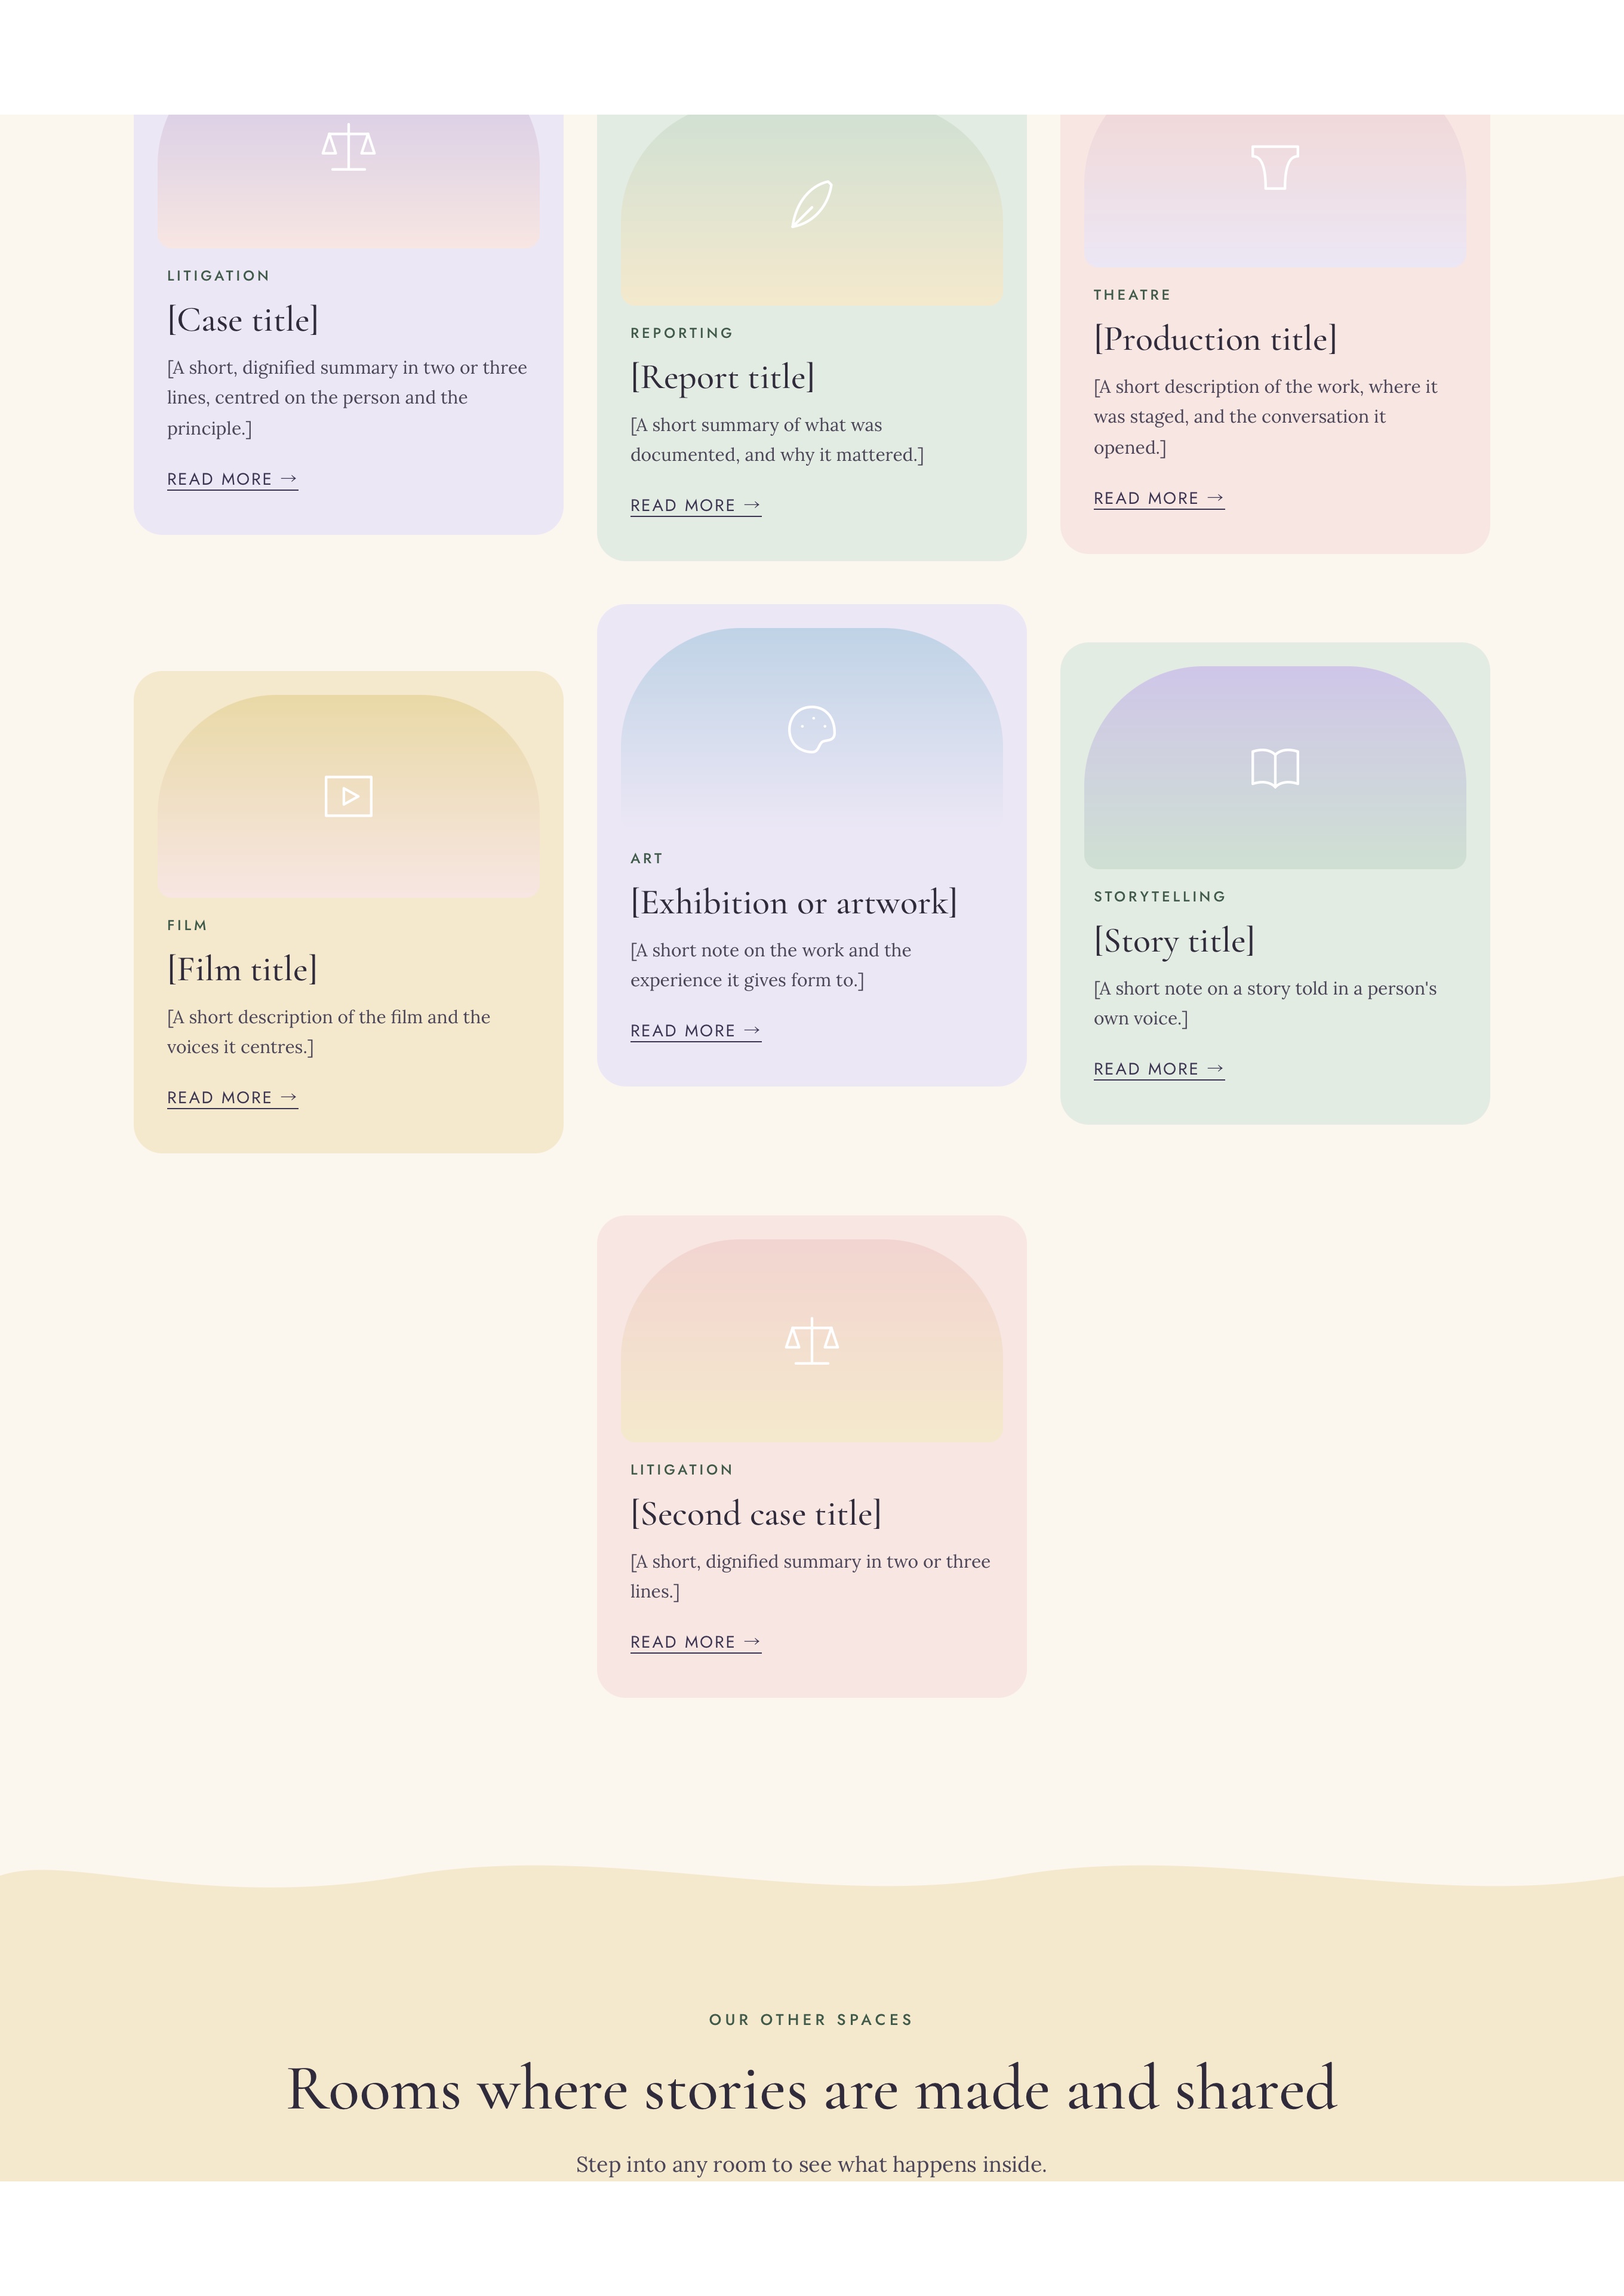 LITIGATION
[Case title]
[A short, dignified summary in two or three
lines, centred on the person and the
principle.]
READ MORE →
REPORTING
[Report title]
[A short summary of what was
documented, and why it mattered.]
READ MORE →
THEATRE
[Production title]
[A short description of the work, where it
was staged, and the conversation it
opened.]
READ MORE →
FILM
[Film title]
[A short description of the film and the
voices it centres.]
READ MORE →
ART
[Exhibition or artwork]
[A short note on the work and the
experience it gives form to.]
READ MORE →
STORYTELLING
[Story title]
[A short note on a story told in a person's
own voice.]
READ MORE →
LITIGATION
[Second case title]
[A short, dignified summary in two or three
lines.]
READ MORE →
OUR OTHER SPACES
Rooms where stories are made and shared
Step into any room to see what happens inside.